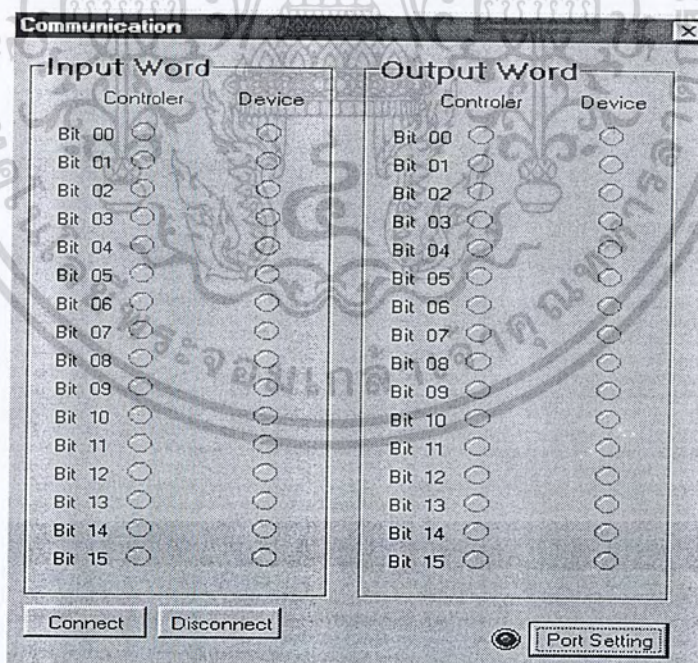 Communication
Input Word
Controler Device
Bit 00
Bit 01
Bit 02
Bit 03
Bit 04
Bit 05
Bit 06
Bit 07
Bit 08
Bit 09
Bit 10
Bit 11
Bit 12
Bit 13
Bit 14
Bit 15
Output Word
Controler Device
Bit 00
Bit 01
Bit 02
Bit 03
Bit 04
Bit 05
Bit 06
Bit 07
Bit 08
Bit 09
Bit 10
Bit 11
Bit 12
Bit 13
Bit 14
Bit 15
Connect Disconnect
Port Setting